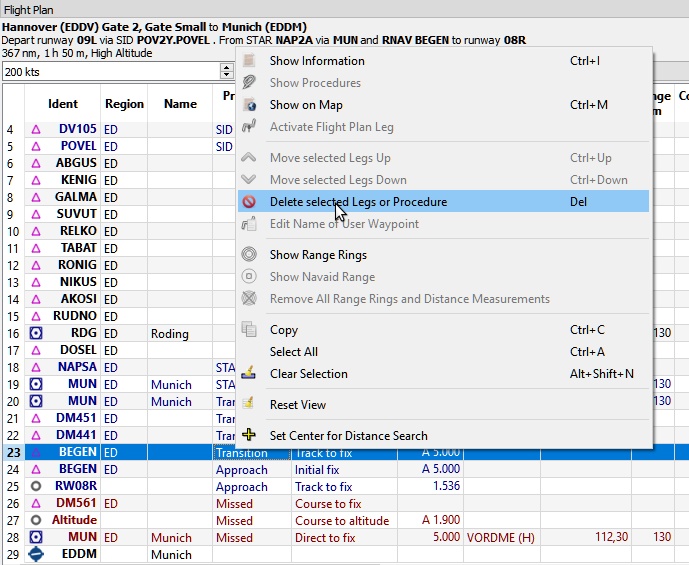 Flight Plan
Hannover (EDDV) Gate 2, Gate Small to Munich (EDDM)
Depart runway 09L via SID POV2Y.POVEL . From STAR NAP2A via MUN and RNAV BEGEN to runway 08R
367 nm, 1 h 50 m, High Altitude
200 kts
Ident Region Name Pr nge m Co
4 DV105 ED SID
5 POVEL ED SID
6 ABGUS ED
7 KENIG ED
8 GALMA ED
9 SUVUT ED
10 RELKO ED
11 TABAT ED
12 RONIG ED
13 NIKUS ED
14 AKOSI ED
15 RUDNO ED
16 RDG ED Roding 130
17 DOSEL ED
18 NAPSA ED STA
19 MUN ED Munich STA 130
20 MUN ED Munich Tran 130
21 DM451 ED Tran
22 DM441 ED Tran
23 BEGEN ED Transition Track to fix A 5.000
24 BEGEN ED Approach Initial fix A 5.000
25 RW08R Approach Track to fix 1.536
26 DM561 ED Missed Course to fix
27 Altitude Missed Course to altitude A 1.900
28 MUN ED Munich Missed Direct to fix 5.000 VORDME (H) 112,30 130
29 EDDM Munich
Show Information Ctrl+I
Show Procedures
Show on Map Ctrl+M
Activate Flight Plan Leg
Move selected Legs Up Ctrl+Up
Move selected Legs Down Ctrl+Down
Delete selected Legs or Procedure Del
Edit Name of User Waypoint
Show Range Rings
Show Navaid Range
Remove All Range Rings and Distance Measurements
Copy Ctrl+C
Select All Ctrl+A
Clear Selection Alt+Shift+N
Reset View
Set Center for Distance Search